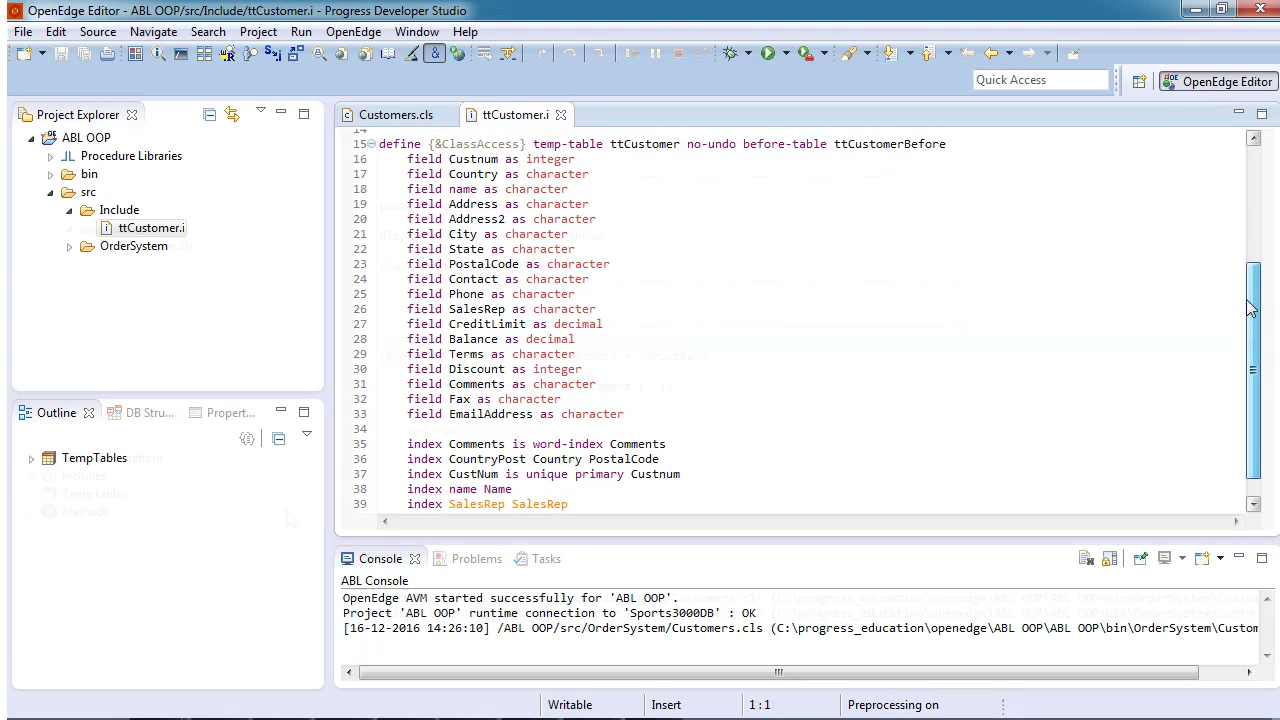 OpenEdge Editor - ABL OOP/src/Include/ttCustomer.i - Progress Developer Studio
File Edit Source Navigate Search Project Run OpenEdge Window Help
Quick Access
OpenEdge Editor
Project Explorer
ABL OOP
Procedure Libraries
bin
src
Include
ttCustomer.i
OrderSystem
Outline DB Stru... Propert...
TempTables
Includes
TempTables
Methods
Customers.cls ttCustomer.i
14
15 define {&ClassAccess} temp-table ttCustomer no-undo before-table ttCustomerBefore
16 field Custnum as integer
17 field Country as character
18 field name as character
19 field Address as character
20 field Address2 as character
21 field City as character
22 field State as character
23 field PostalCode as character
24 field Contact as character
25 field Phone as character
26 field SalesRep as character
27 field CreditLimit as decimal
28 field Balance as decimal
29 field Terms as character
30 field Discount as integer
31 field Comments as character
32 field Fax as character
33 field EmailAddress as character
34
35 index Comments is word-index Comments
36 index CountryPost Country PostalCode
37 index CustNum is unique primary Custnum
38 index name Name
39 index SalesRep SalesRep
Console Problems Tasks
ABL Console
OpenEdge AVM started successfully for 'ABL OOP'.
Project 'ABL OOP' runtime connection to 'Sports3000DB' : OK
[16-12-2016 14:26:10] /ABL OOP/src/OrderSystem/Customers.cls (C:\progress_education\openedge\ABL OOP\ABL OOP\bin\OrderSystem\Custom
Writable Insert 1 : 1 Preprocessing on